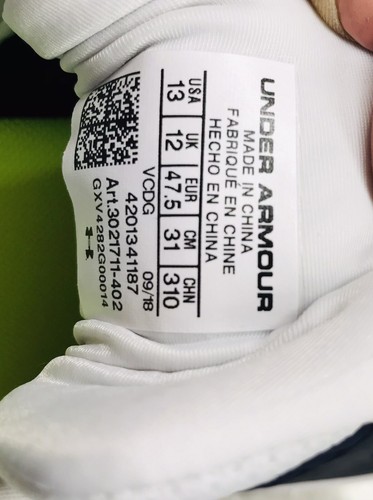 UNDER ARMOUR
MADE IN CHINA
FABRIQUÉ EN CHINE
HECHO EN CHINA
USA UK EUR CM CHN
13 12 47.5 31 310
VCDG 09/18
4201341187
Art.3021711-402
GXV4282G00014